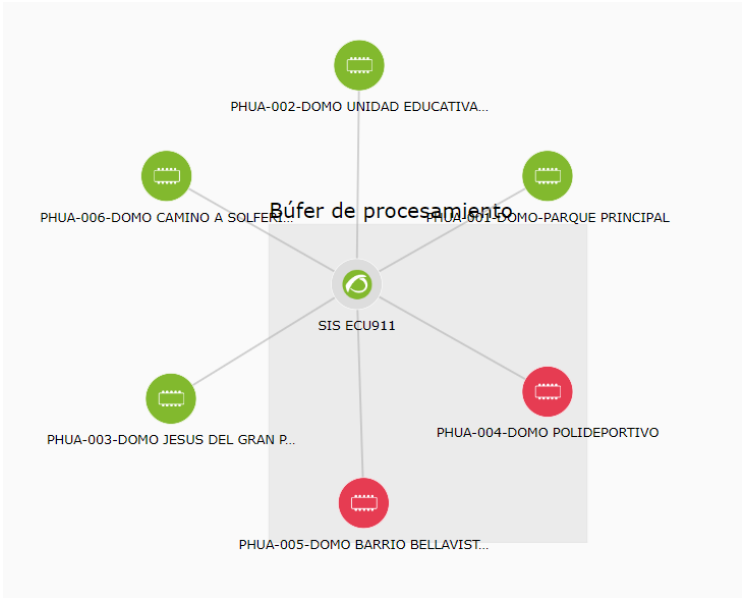 PHUA-002-DOMO UNIDAD EDUCATIVA...
Búfer de procesamiento
PHUA-006-DOMO CAMINO A SOLFERI...
PHUA-001-DOMO-PARQUE PRINCIPAL
SIS ECU911
PHUA-004-DOMO POLIDEPORTIVO
PHUA-003-DOMO JESUS DEL GRAN P...
PHUA-005-DOMO BARRIO BELLAVIST...